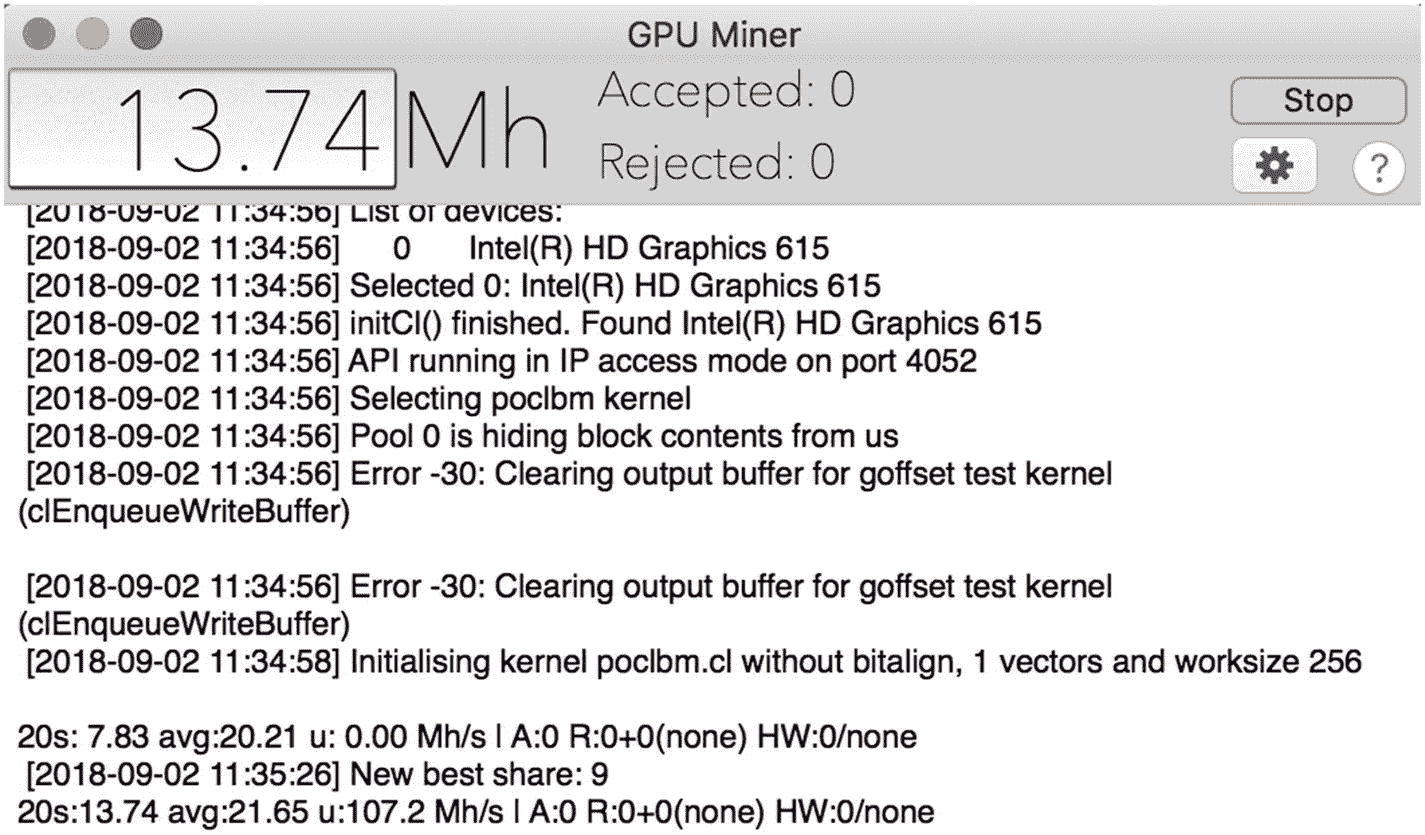 GPU Miner
13.74 Mh
Accepted: 0
Rejected: 0
Stop
?
[2018-09-02 11:34:56] List of devices:
[2018-09-02 11:34:56] 0 Intel(R) HD Graphics 615
[2018-09-02 11:34:56] Selected 0: Intel(R) HD Graphics 615
[2018-09-02 11:34:56] initCl() finished. Found Intel(R) HD Graphics 615
[2018-09-02 11:34:56] API running in IP access mode on port 4052
[2018-09-02 11:34:56] Selecting poclbm kernel
[2018-09-02 11:34:56] Pool 0 is hiding block contents from us
[2018-09-02 11:34:56] Error -30: Clearing output buffer for goffset test kernel
(clEnqueueWriteBuffer)
[2018-09-02 11:34:56] Error -30: Clearing output buffer for goffset test kernel
(clEnqueueWriteBuffer)
[2018-09-02 11:34:58] Initialising kernel poclbm.cl without bitalign, 1 vectors and worksize 256
20s: 7.83 avg:20.21 u: 0.00 Mh/s | A:0 R:0+0(none) HW:0/none
[2018-09-02 11:35:26] New best share: 9
20s:13.74 avg:21.65 u:107.2 Mh/s | A:0 R:0+0(none) HW:0/none